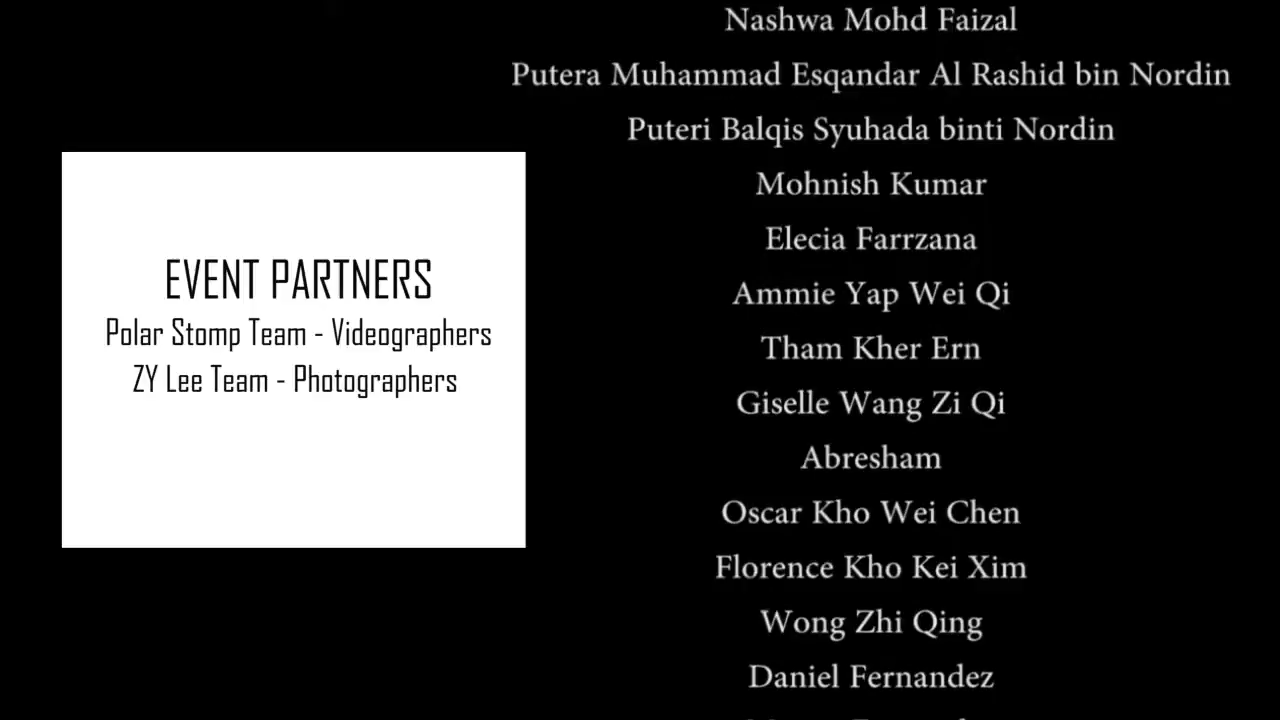 EVENT PARTNERS
Polar Stomp Team - Videographers
ZY Lee Team - Photographers
Nashwa Mohd Faizal
Putera Muhammad Esqandar Al Rashid bin Nordin
Puteri Balqis Syuhada binti Nordin
Mohnish Kumar
Elecia Farrzana
Ammie Yap Wei Qi
Tham Kher Ern
Giselle Wang Zi Qi
Abresham
Oscar Kho Wei Chen
Florence Kho Kei Xim
Wong Zhi Qing
Daniel Fernandez